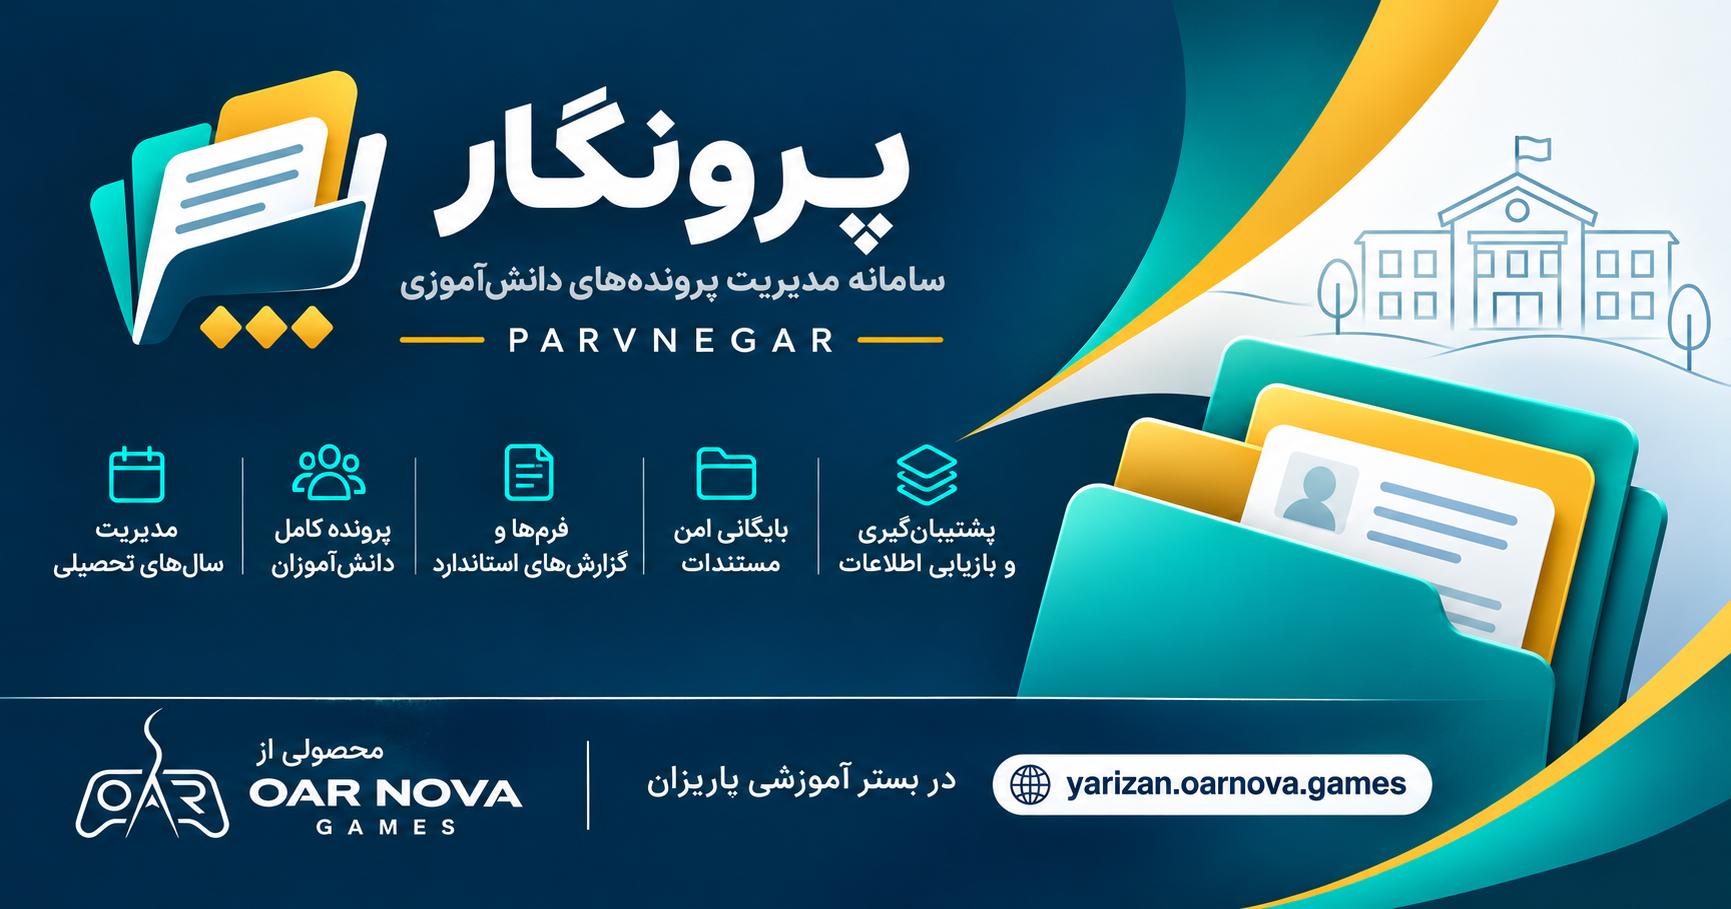 پرونگار
سامانه مدیریت پرونده‌های دانش‌آموزی
PARVNEGAR
پشتیبان‌گیری
و بازیابی اطلاعات
بایگانی امن
مستندات
فرم‌ها و
گزارش‌های استاندارد
پرونده کامل
دانش‌آموزان
مدیریت
سال‌های تحصیلی
محصولی از
OAR NOVA
GAMES
در بستر آموزشی پاریزان
yarizan.oarnova.games
OAR